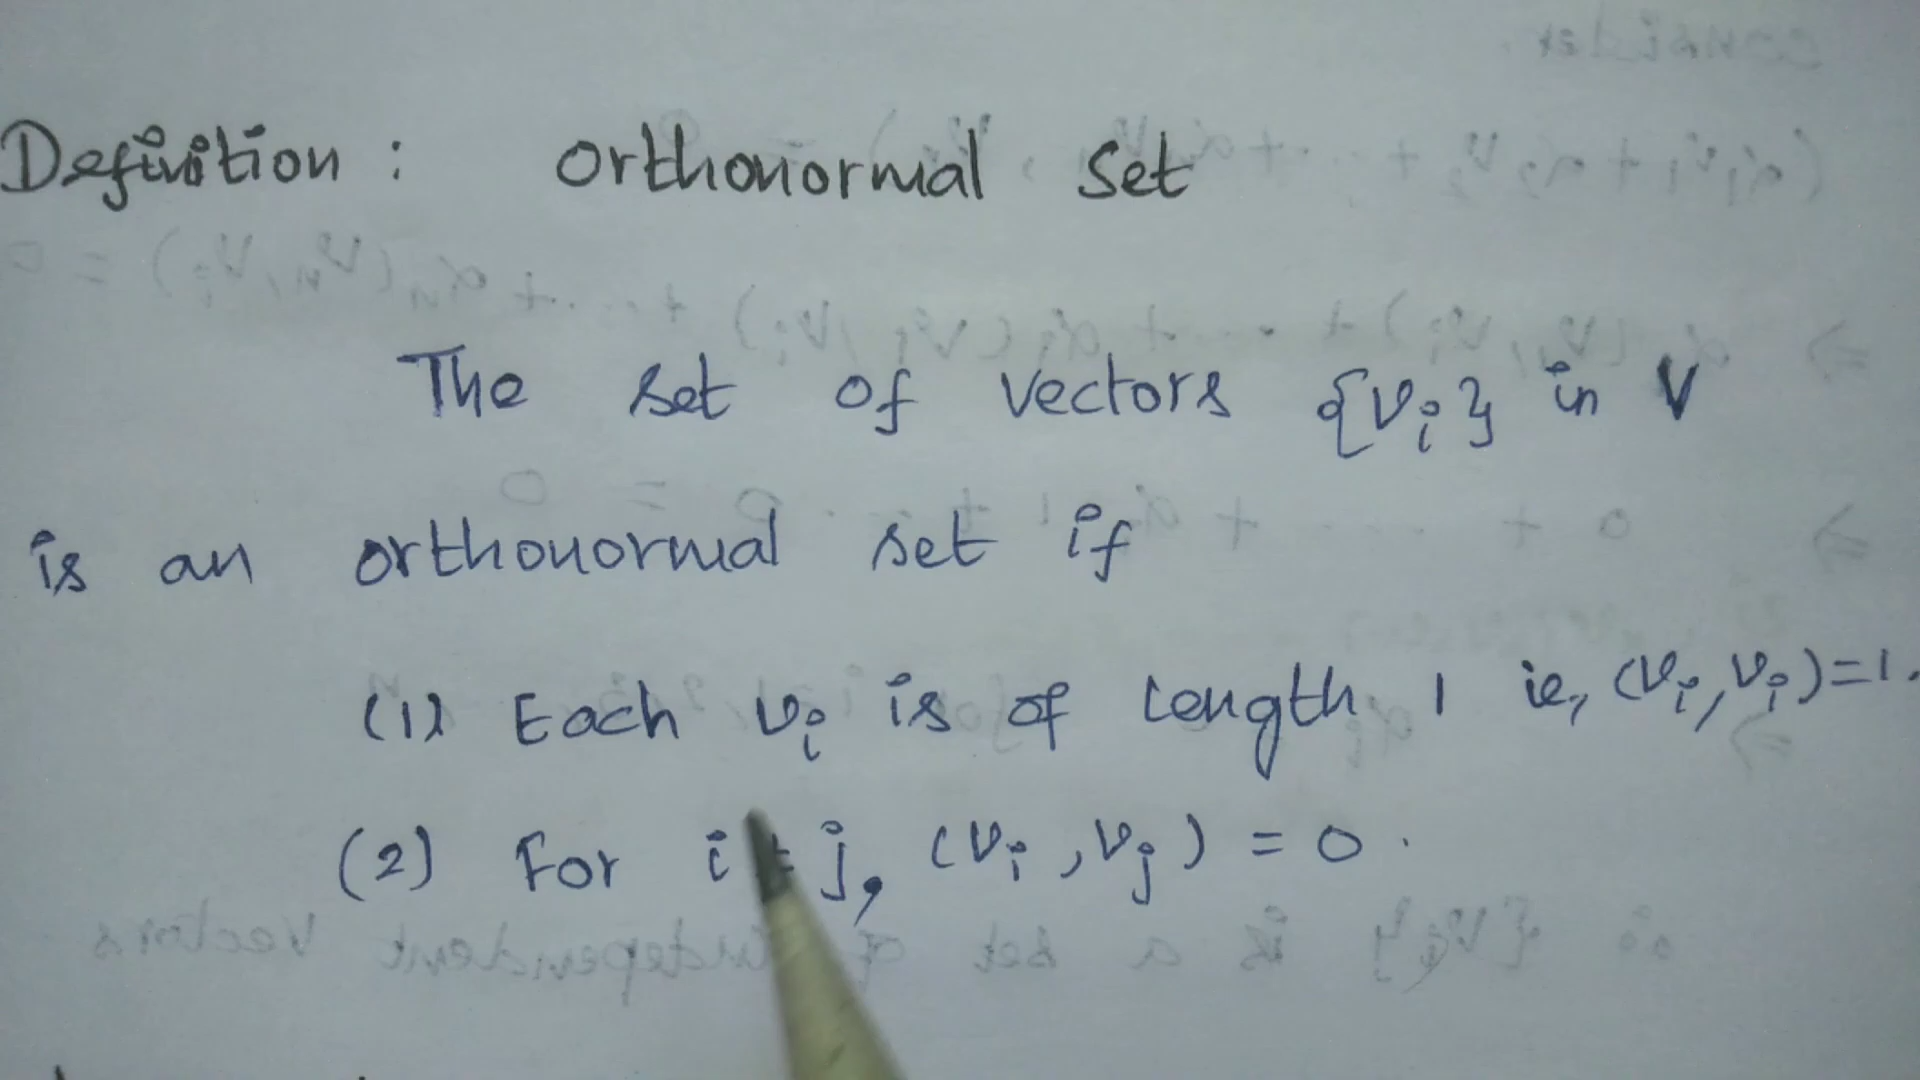 Definition : Orthonormal Set
The set of vectors {vᵢ} in V
is an orthonormal set if
(1) Each vᵢ is of length 1 ie, (vᵢ, vᵢ) = 1.
(2) For i ≠ j, (vᵢ, vⱼ) = 0.